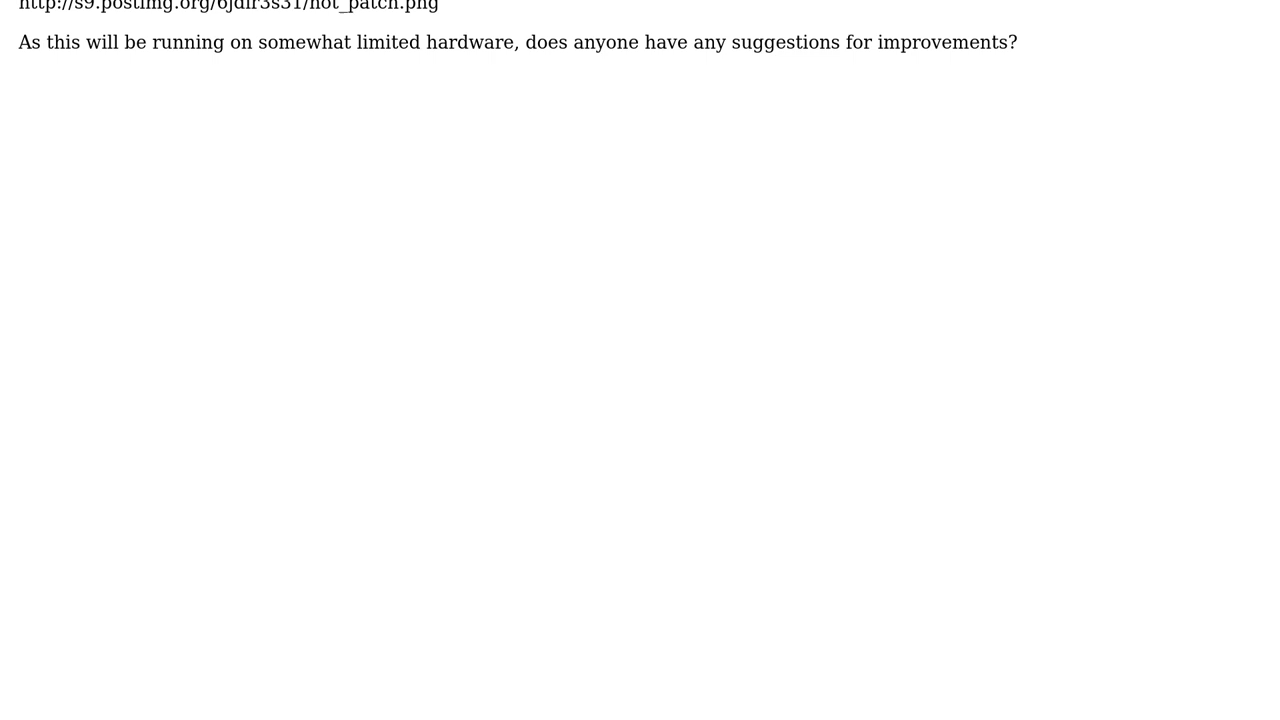 http://s9.postimg.org/6jdlr3s31/not_patch.png
As this will be running on somewhat limited hardware, does anyone have any suggestions for improvements?